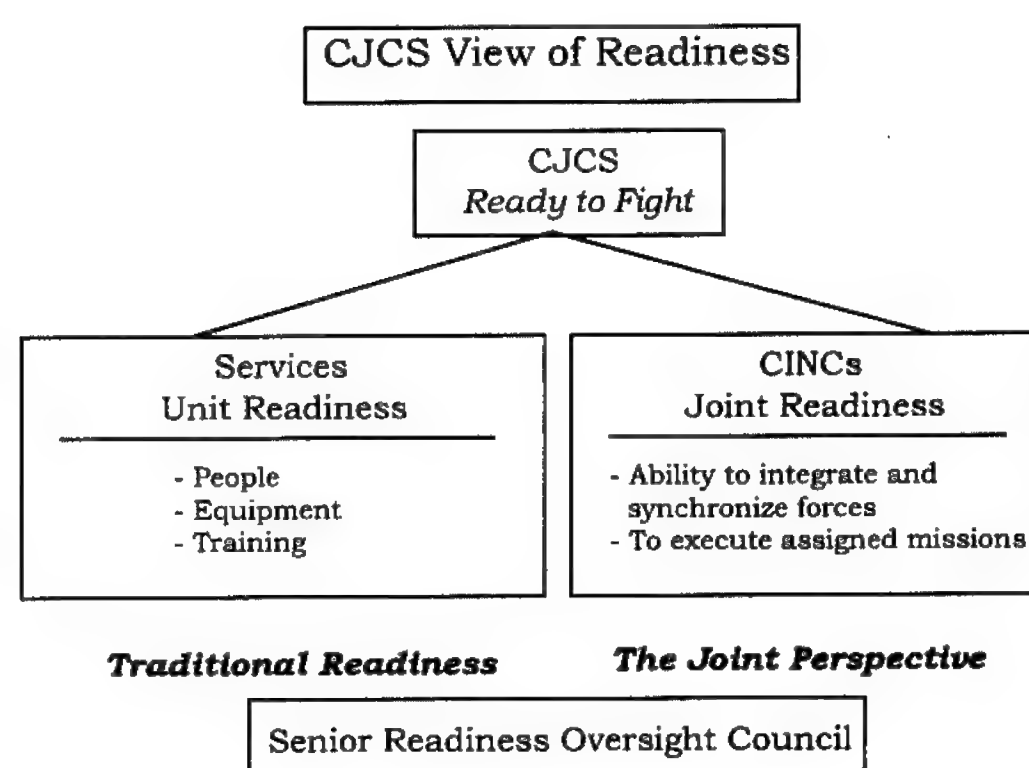 CJCS View of Readiness
CJCS
Ready to Fight
Services
Unit Readiness
- People
- Equipment
- Training
CINCs
Joint Readiness
- Ability to integrate and
synchronize forces
- To execute assigned missions
Traditional Readiness
The Joint Perspective
Senior Readiness Oversight Council